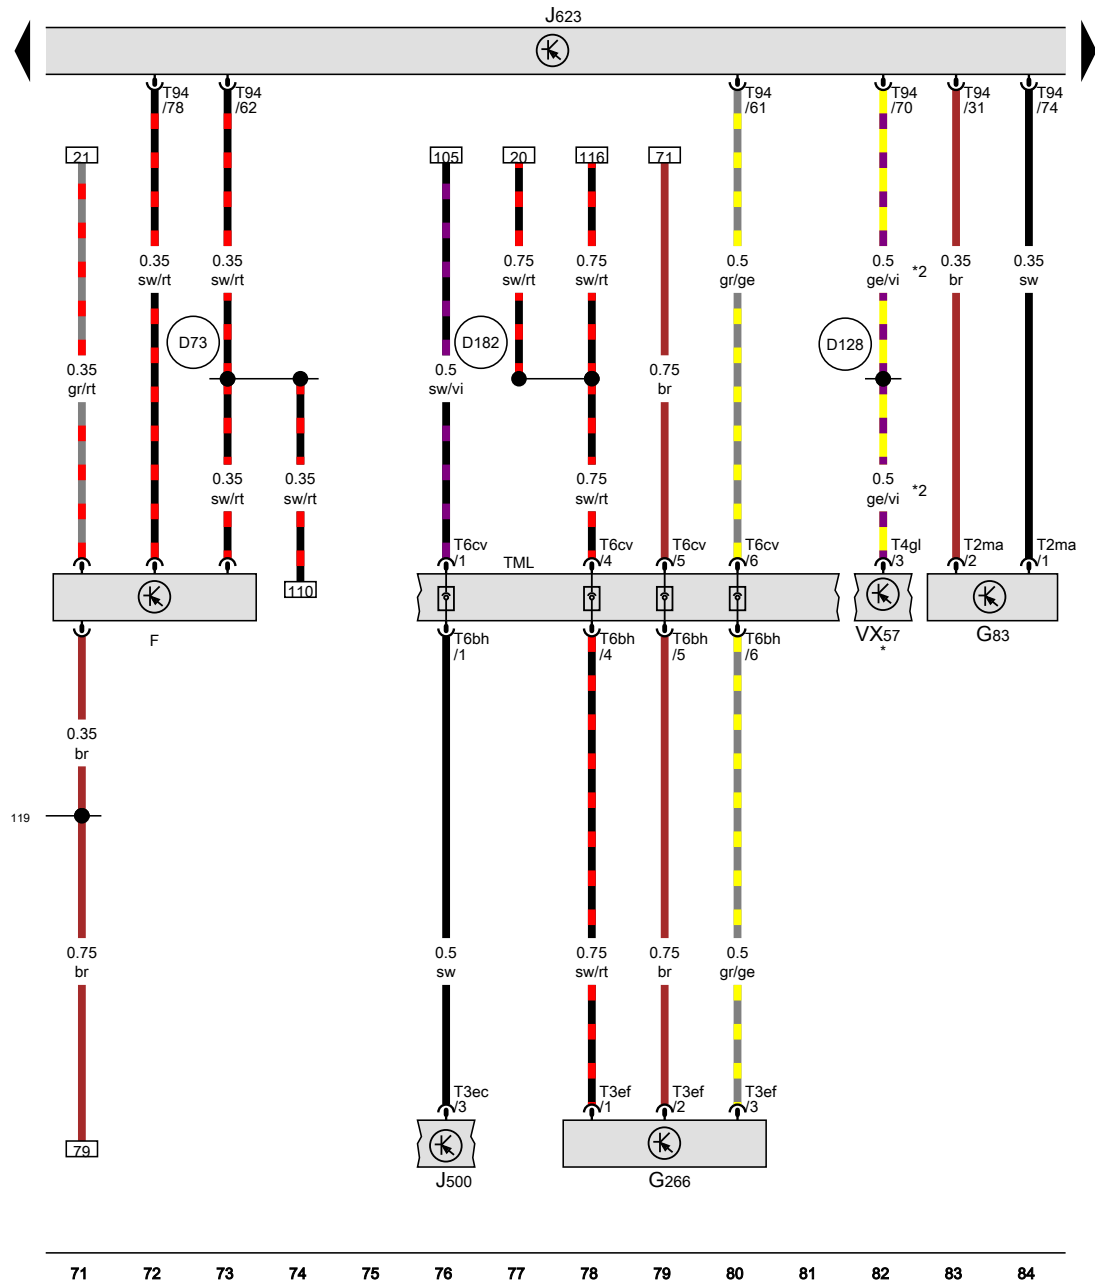 J623
T94 T94 T94 T94 T94 T94
/78 /62 /61 /70 /31 /74
21 105 20 116 71
0.35 0.35 0.75 0.75 0.5 0.5 *2 0.35 0.35
sw/rt sw/rt sw/rt sw/rt gr/ge ge/vi br sw
D73 D182 D128
0.35 0.5 0.75
gr/rt sw/vi br
0.35 0.35 0.75 0.5 *2
sw/rt sw/rt sw/rt ge/vi
T6cv T6cv T6cv T6cv T4gl T2ma T2ma
/1 TML /4 /5 /6 /3 /2 /1
110
F T6bh T6bh T6bh T6bh VX57 G83
/1 /4 /5 /6 *
0.35
br
119
0.75 0.5 0.75 0.75 0.5
br sw sw/rt br gr/ge
T3ec T3ef T3ef T3ef
/3 /1 /2 /3
79
J500 G266
71 72 73 74 75 76 77 78 79 80 81 82 83 84